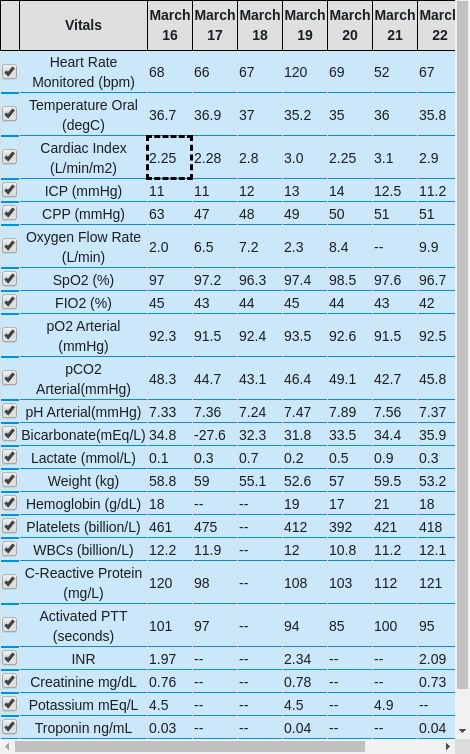 Vitals March 16 March 17 March 18 March 19 March 20 March 21 March 22
Heart Rate Monitored (bpm) 68 66 67 120 69 52 67
Temperature Oral (degC) 36.7 36.9 37 35.2 35 36 35.8
Cardiac Index (L/min/m2) 2.25 2.28 2.8 3.0 2.25 3.1 2.9
ICP (mmHg) 11 11 12 13 14 12.5 11.2
CPP (mmHg) 63 47 48 49 50 51 51
Oxygen Flow Rate (L/min) 2.0 6.5 7.2 2.3 8.4 -- 9.9
SpO2 (%) 97 97.2 96.3 97.4 98.5 97.6 96.7
FIO2 (%) 45 43 44 45 44 43 42
pO2 Arterial (mmHg) 92.3 91.5 92.4 93.5 92.6 91.5 92.5
pCO2 Arterial(mmHg) 48.3 44.7 43.1 46.4 49.1 42.7 45.8
pH Arterial(mmHg) 7.33 7.36 7.24 7.47 7.89 7.56 7.37
Bicarbonate(mEq/L) 34.8 -27.6 32.3 31.8 33.5 34.4 35.9
Lactate (mmol/L) 0.1 0.3 0.7 0.2 0.5 0.9 0.3
Weight (kg) 58.8 59 55.1 52.6 57 59.5 53.2
Hemoglobin (g/dL) 18 -- -- 19 17 21 18
Platelets (billion/L) 461 475 -- 412 392 421 418
WBCs (billion/L) 12.2 11.9 -- 12 10.8 11.2 12.1
C-Reactive Protein (mg/L) 120 98 -- 108 103 112 121
Activated PTT (seconds) 101 97 -- 94 85 100 95
INR 1.97 -- -- 2.34 -- -- 2.09
Creatinine mg/dL 0.76 -- -- 0.78 -- -- 0.73
Potassium mEq/L 4.5 -- -- 4.5 -- 4.9 --
Troponin ng/mL 0.03 -- -- 0.04 -- -- 0.04